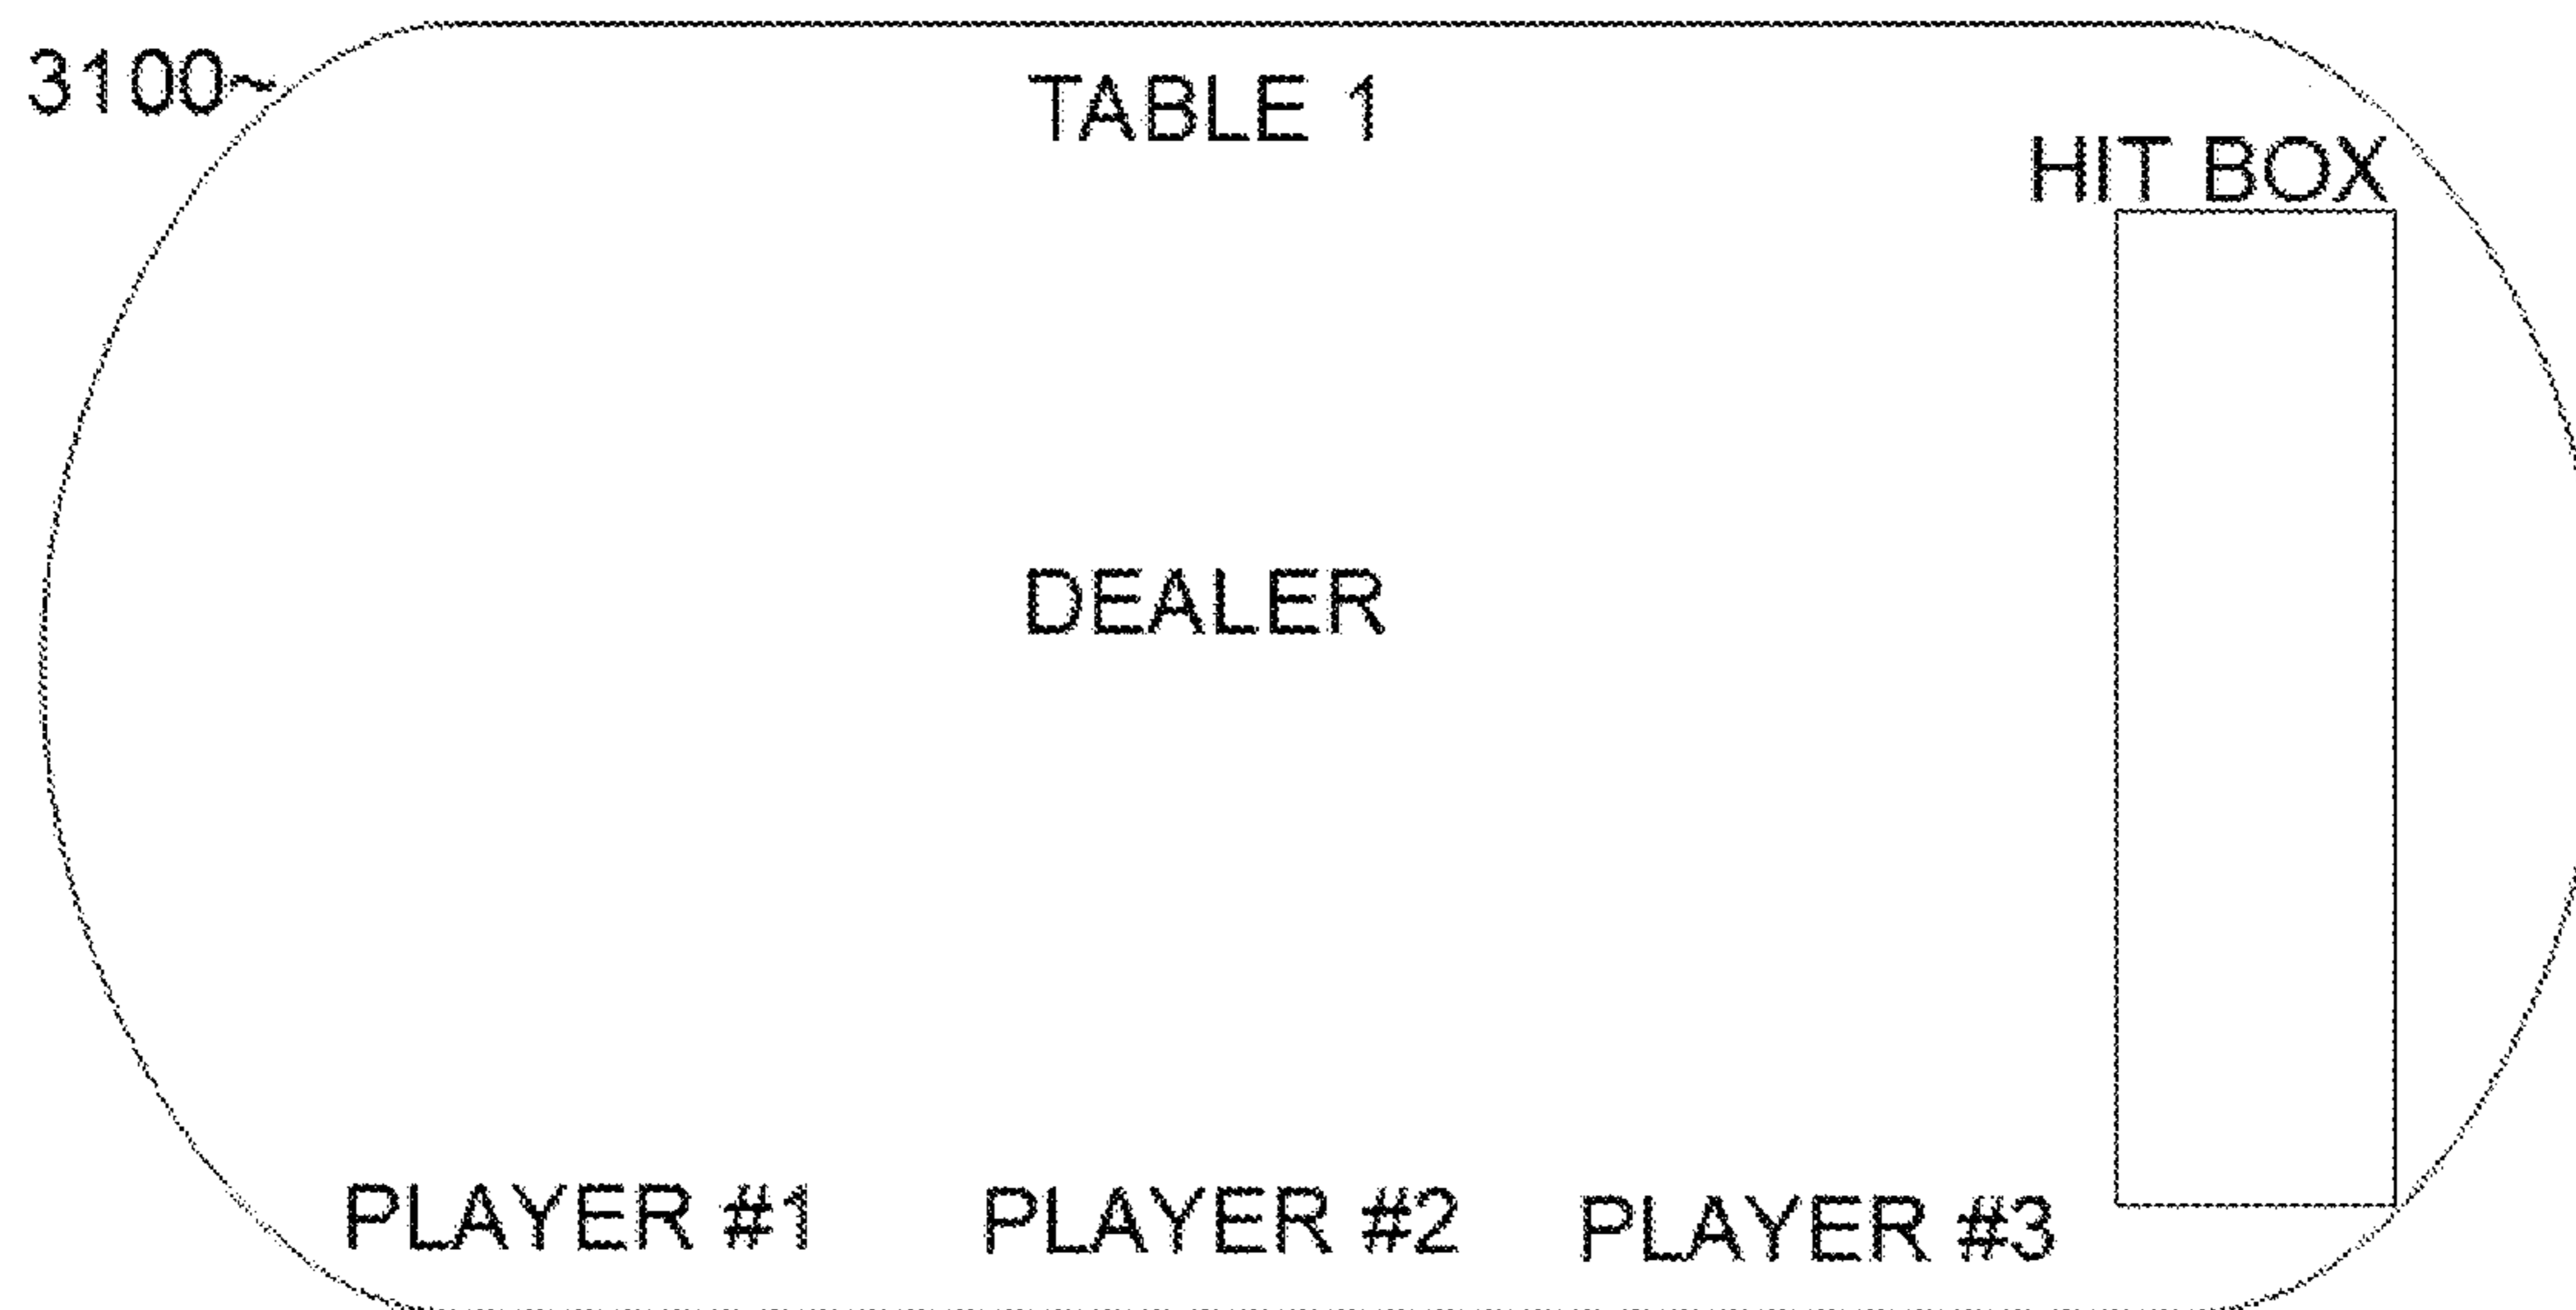 3100~
TABLE 1
HIT BOX
DEALER
PLAYER #1 PLAYER #2 PLAYER #3